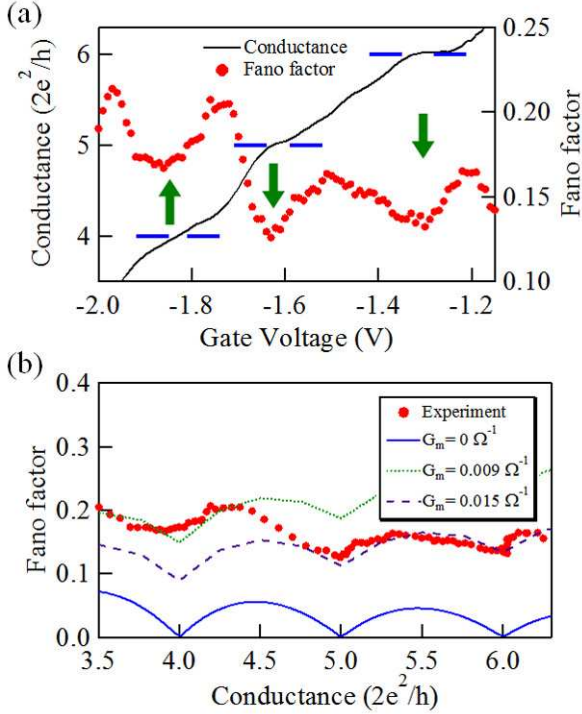 (a)
Conductance (2e²/h)
6
5
4
Conductance
Fano factor
0.25
0.20
0.15
0.10
Fano factor
-2.0 -1.8 -1.6 -1.4 -1.2
Gate Voltage (V)
(b)
Fano factor
0.4
0.3
0.2
0.1
0.0
Experiment
Gₘ = 0 Ω⁻¹
Gₘ = 0.009 Ω⁻¹
Gₘ = 0.015 Ω⁻¹
3.5 4.0 4.5 5.0 5.5 6.0
Conductance (2e²/h)